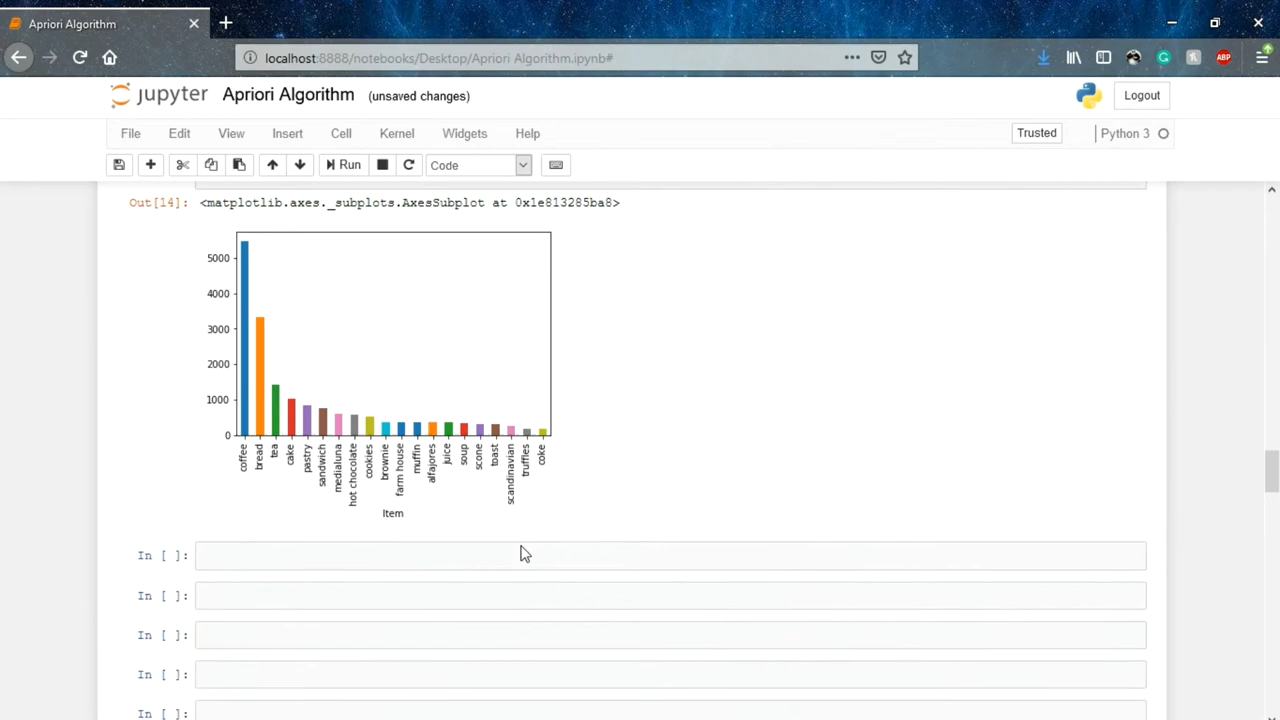 Apriori Algorithm
localhost:8888/notebooks/Desktop/Apriori Algorithm.ipynb#
ABP
jupyter Apriori Algorithm (unsaved changes) Logout
File Edit View Insert Cell Kernel Widgets Help Trusted Python 3
Run Code
Out[14]: <matplotlib.axes._subplots.AxesSubplot at 0x1e813285ba8>
5000
4000
3000
2000
1000
0
coffee
bread
tea
cake
pastry
sandwich
medialuna
hot chocolate
cookies
brownie
farm house
muffin
alfajores
juice
soup
scone
toast
scandinavian
truffles
coke
Item
In [ ]:
In [ ]:
In [ ]:
In [ ]:
In [ ]: